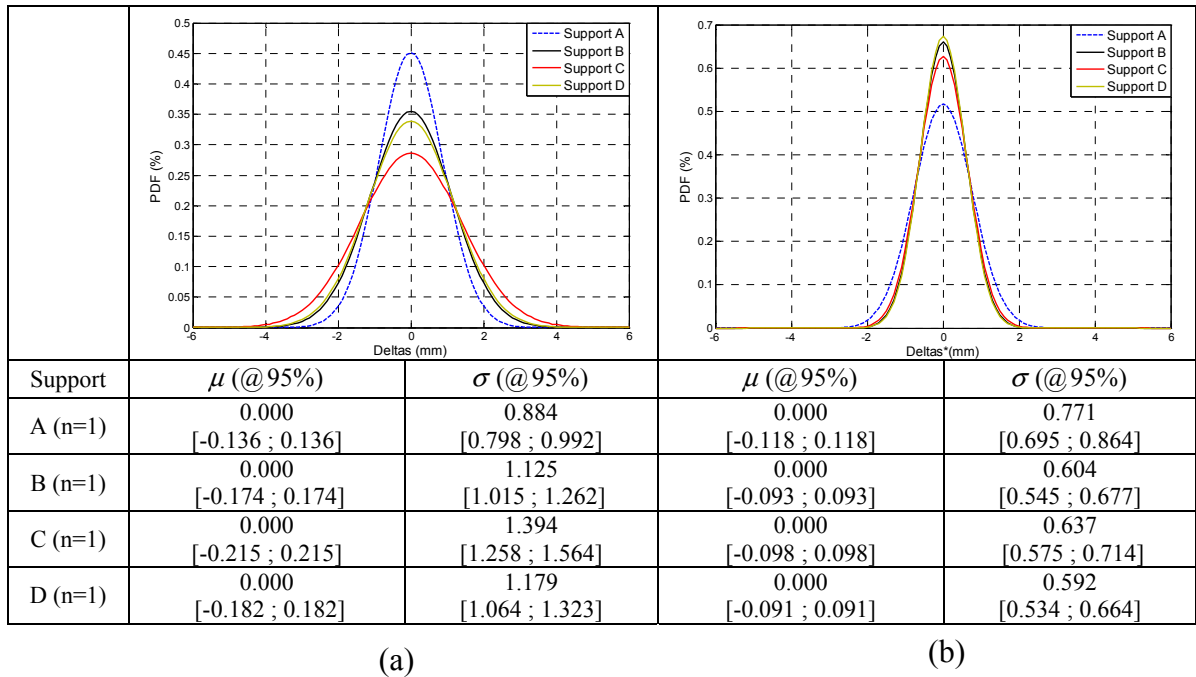 0.5
0.45
0.4
0.35
0.3
0.25
0.2
0.15
0.1
0.05
0
PDF (%)
-6 -4 -2 0 2 4 6
Deltas (mm)
Support A
Support B
Support C
Support D
0.7
0.6
0.5
0.4
0.3
0.2
0.1
0
PDF (%)
-6 -4 -2 0 2 4 6
Deltas*(mm)
Support A
Support B
Support C
Support D
Support μ (@95%) σ (@95%) μ (@95%) σ (@95%)
A (n=1) 0.000 0.884 0.000 0.771
[-0.136 ; 0.136] [0.798 ; 0.992] [-0.118 ; 0.118] [0.695 ; 0.864]
B (n=1) 0.000 1.125 0.000 0.604
[-0.174 ; 0.174] [1.015 ; 1.262] [-0.093 ; 0.093] [0.545 ; 0.677]
C (n=1) 0.000 1.394 0.000 0.637
[-0.215 ; 0.215] [1.258 ; 1.564] [-0.098 ; 0.098] [0.575 ; 0.714]
D (n=1) 0.000 1.179 0.000 0.592
[-0.182 ; 0.182] [1.064 ; 1.323] [-0.091 ; 0.091] [0.534 ; 0.664]
(a) (b)